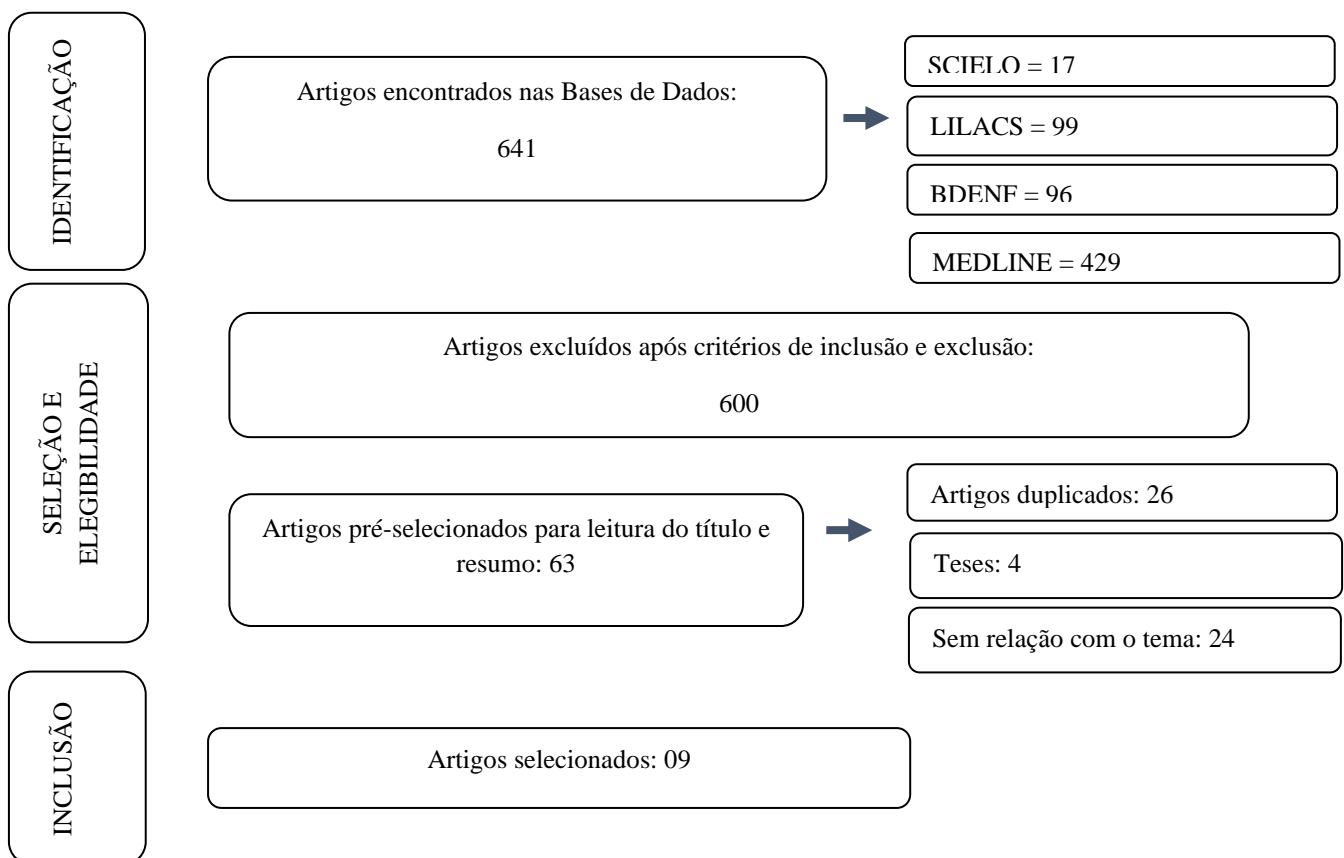 IDENTIFICAÇÃO
Artigos encontrados nas Bases de Dados:
641
SCIELO = 17
LILACS = 99
BDENF = 96
MEDLINE = 429
SELEÇÃO E
ELEGIBILIDADE
Artigos excluídos após critérios de inclusão e exclusão:
600
Artigos pré-selecionados para leitura do título e
resumo: 63
Artigos duplicados: 26
Teses: 4
Sem relação com o tema: 24
INCLUSÃO
Artigos selecionados: 09